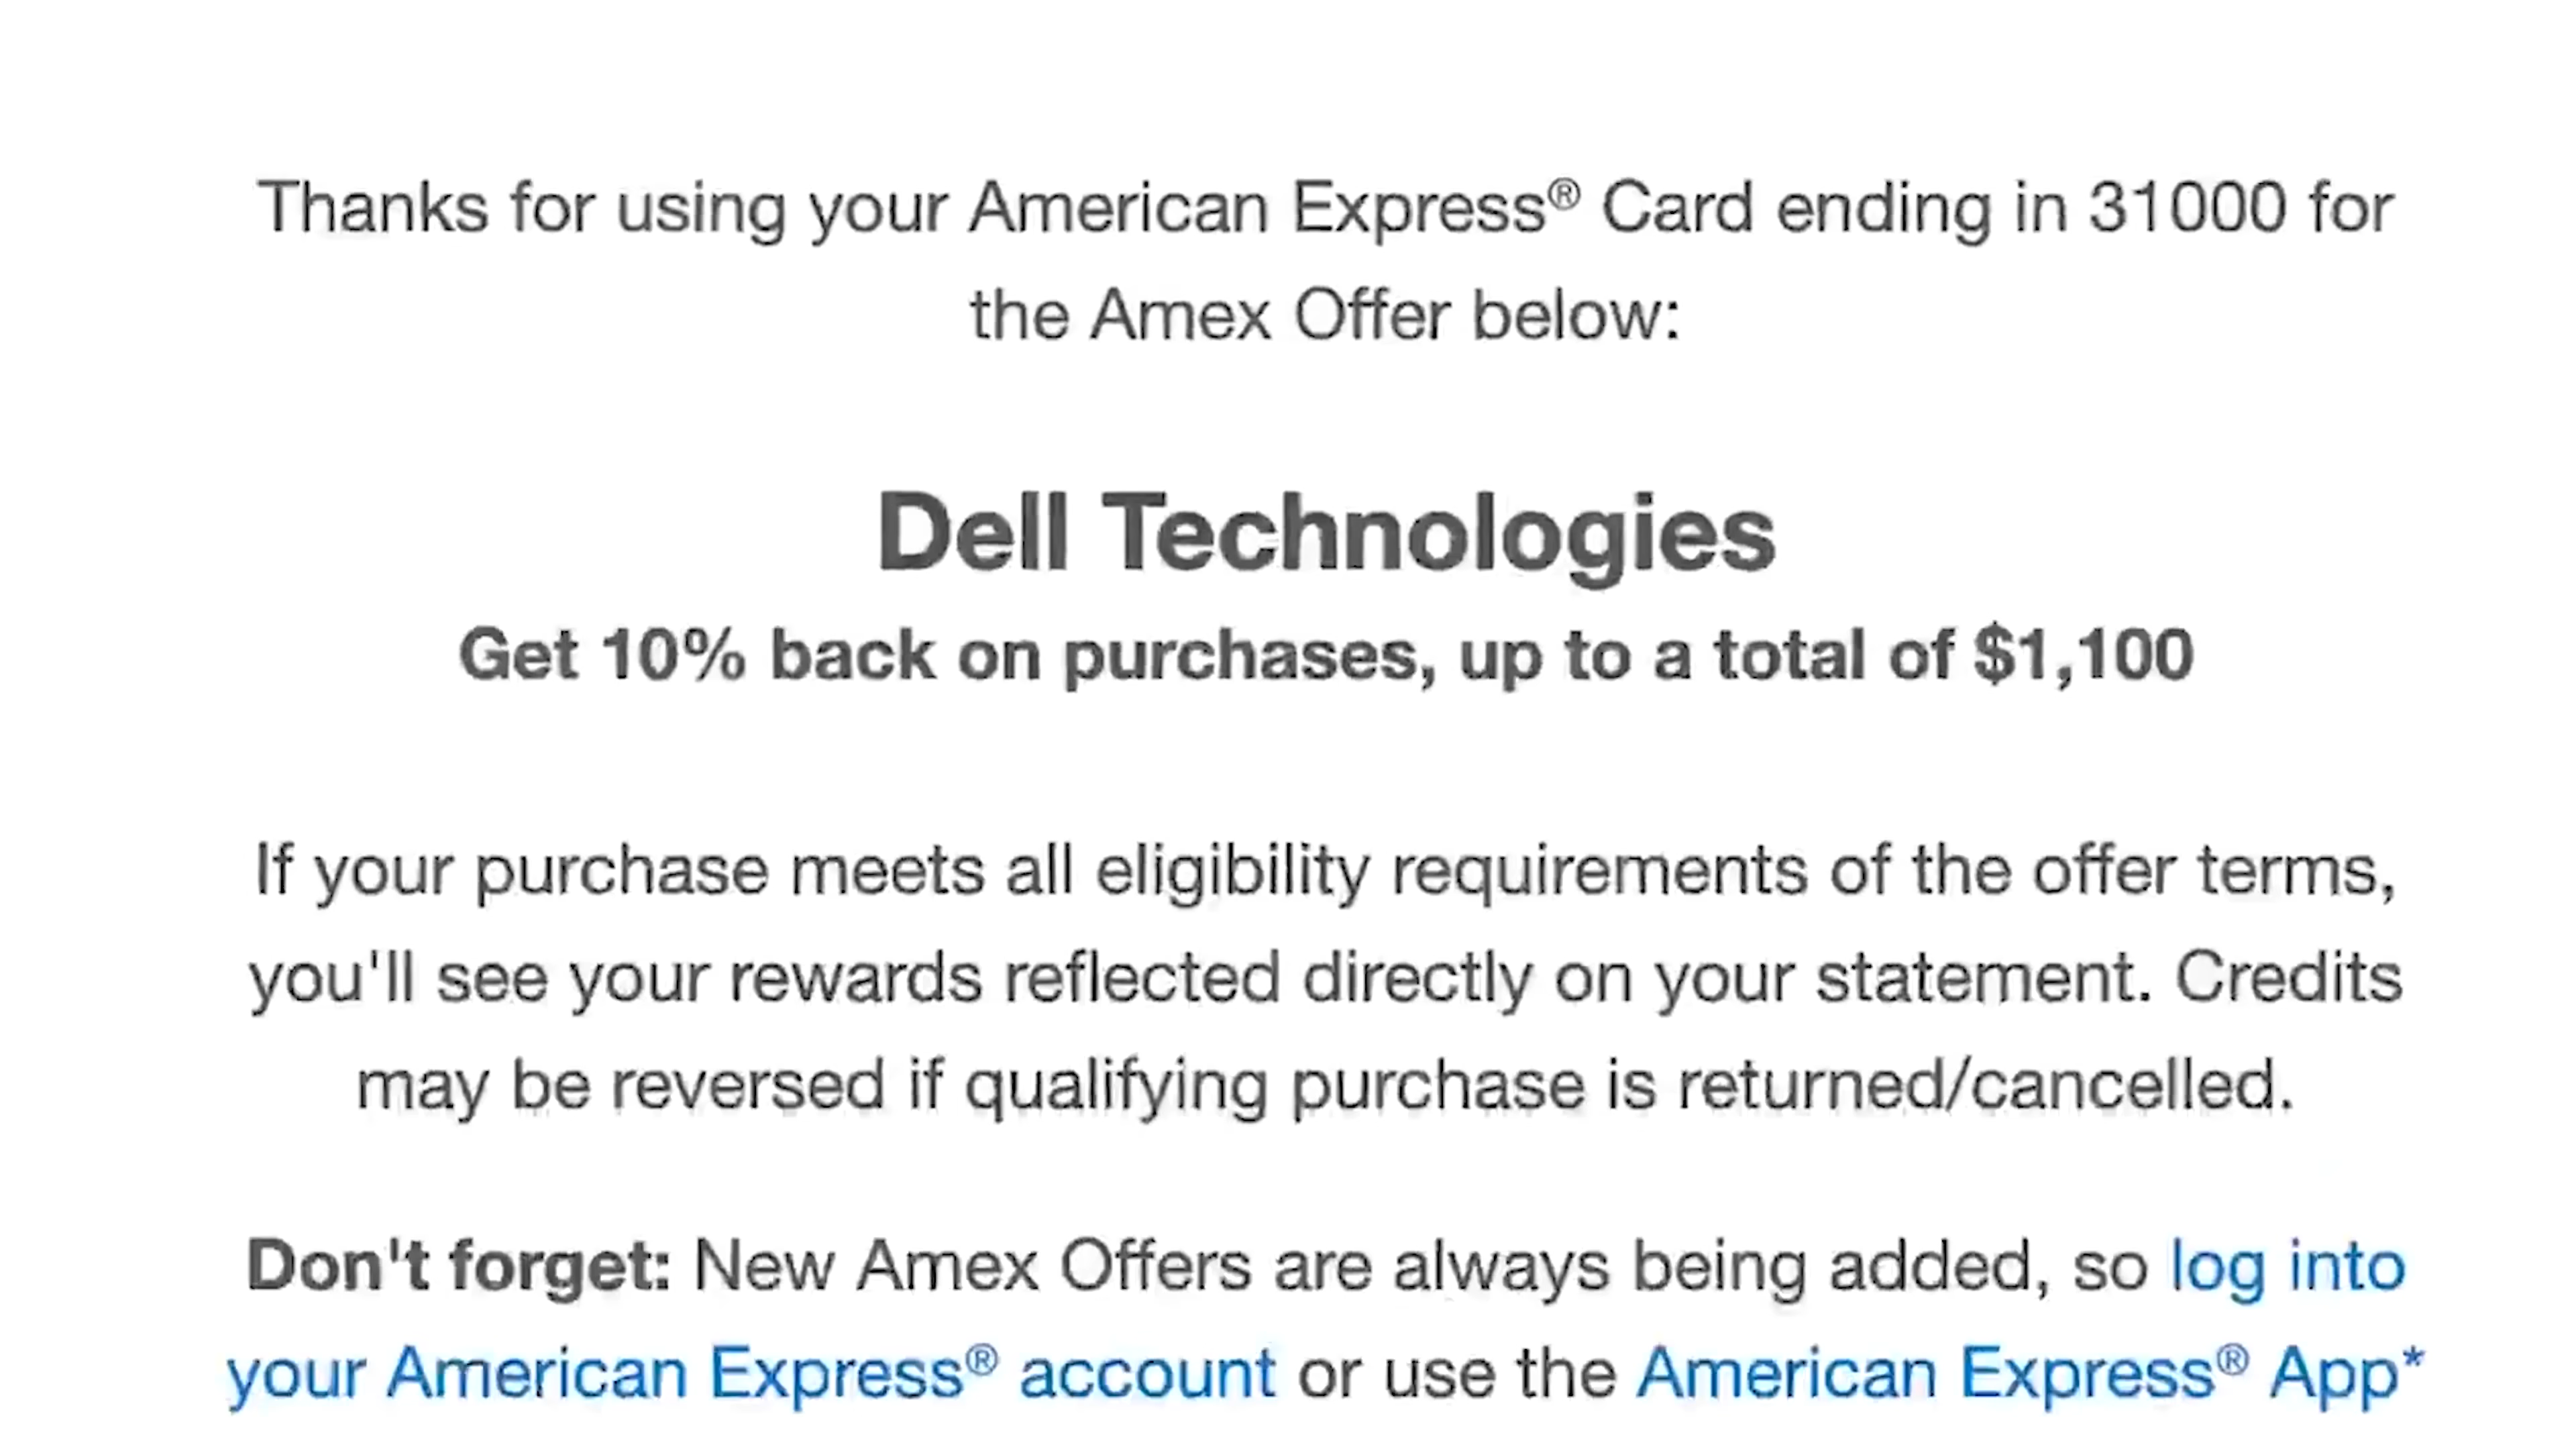 Thanks for using your American Express® Card ending in 31000 for
the Amex Offer below:
Dell Technologies
Get 10% back on purchases, up to a total of $1,100
If your purchase meets all eligibility requirements of the offer terms,
you'll see your rewards reflected directly on your statement. Credits
may be reversed if qualifying purchase is returned/cancelled.
Don't forget: New Amex Offers are always being added, so log into
your American Express® account or use the American Express® App*